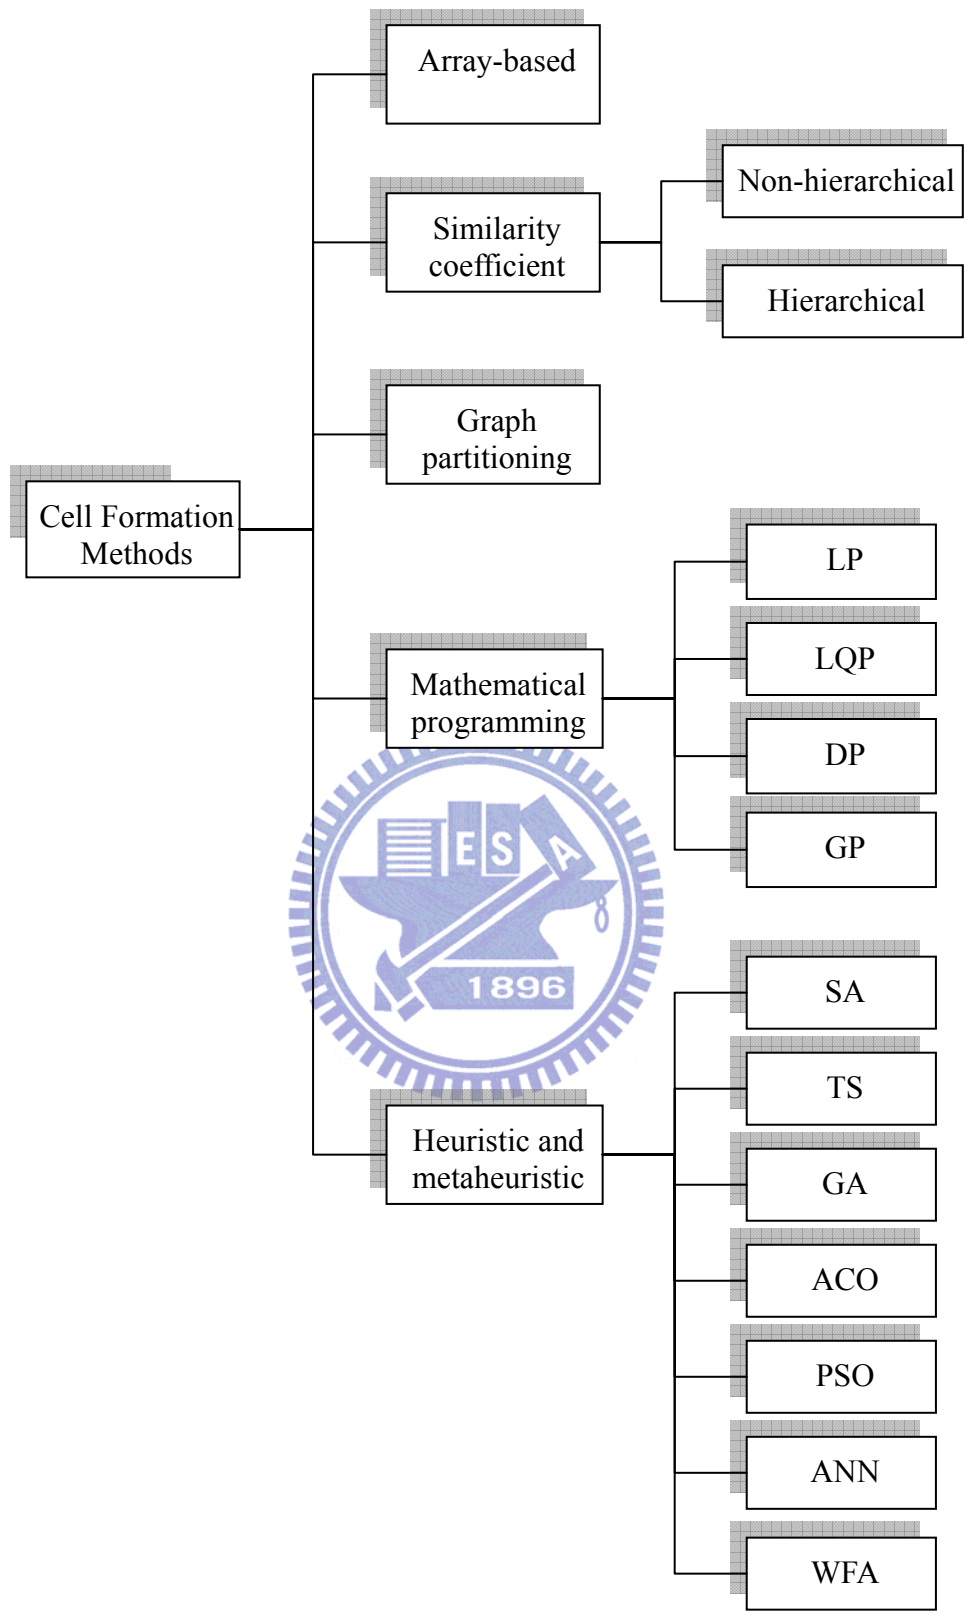 Array-based
Non-hierarchical
Similarity
coefficient
Hierarchical
Graph
partitioning
Cell Formation
Methods
LP
LQP
Mathematical
programming
DP
GP
E S A
1896
SA
TS
Heuristic and
metaheuristic
GA
ACO
PSO
ANN
WFA